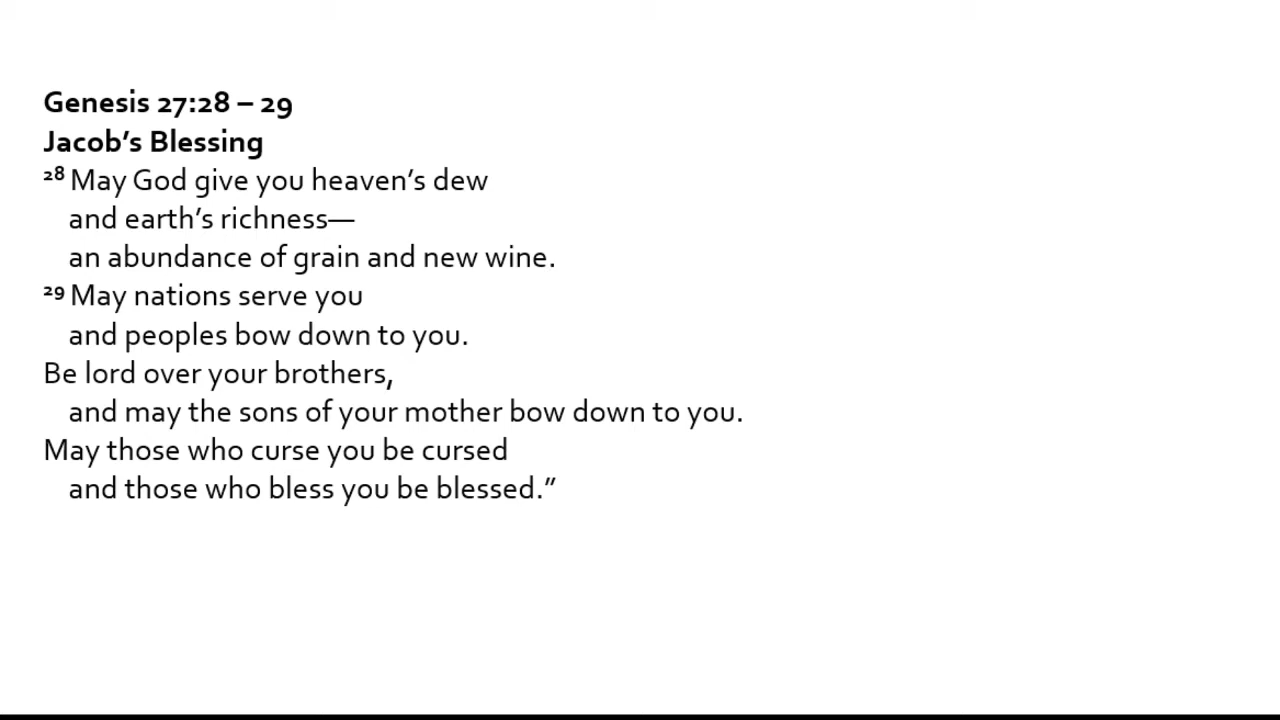 Genesis 27:28 – 29
Jacob’s Blessing
28 May God give you heaven’s dew
and earth’s richness—
an abundance of grain and new wine.
29 May nations serve you
and peoples bow down to you.
Be lord over your brothers,
and may the sons of your mother bow down to you.
May those who curse you be cursed
and those who bless you be blessed.”